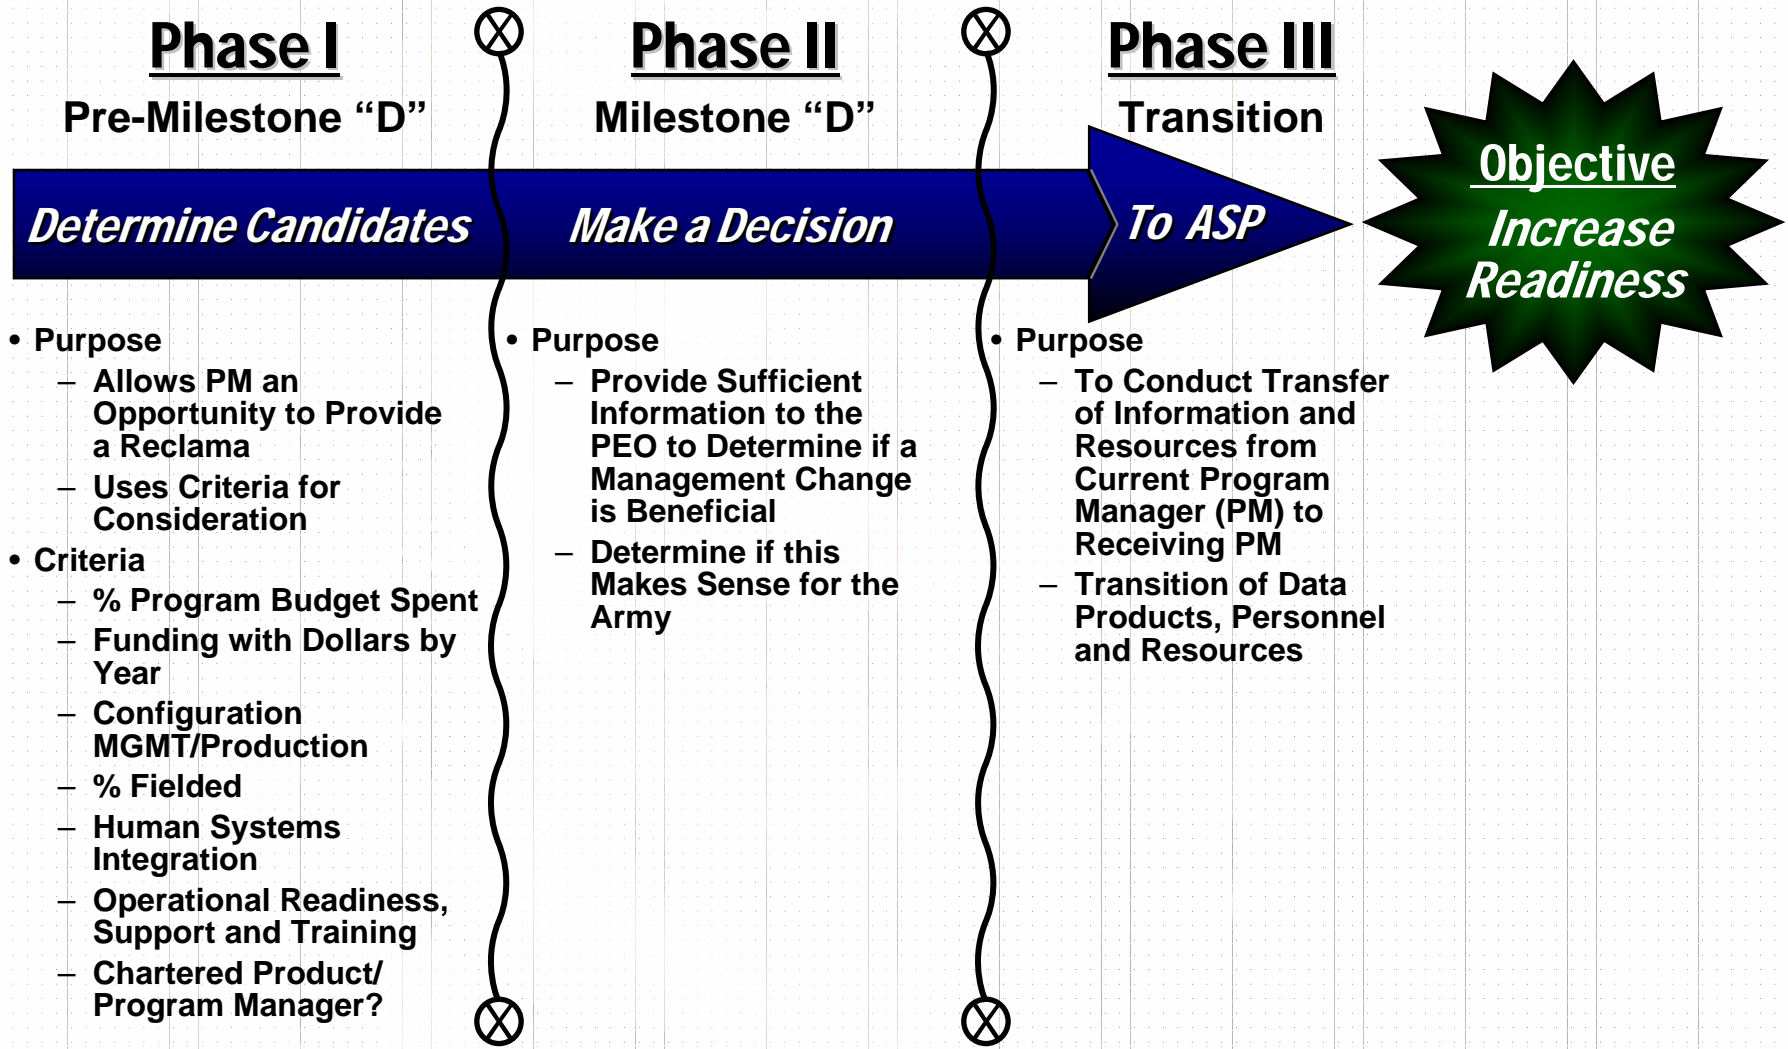 Phase I
Pre-Milestone “D”
Determine Candidates
• Purpose
– Allows PM an
Opportunity to Provide
a Reclama
– Uses Criteria for
Consideration
• Criteria
– % Program Budget Spent
– Funding with Dollars by
Year
– Configuration
MGMT/Production
– % Fielded
– Human Systems
Integration
– Operational Readiness,
Support and Training
– Chartered Product/
Program Manager?
Phase II
Milestone “D”
Make a Decision
• Purpose
– Provide Sufficient
Information to the
PEO to Determine if a
Management Change
is Beneficial
– Determine if this
Makes Sense for the
Army
Phase III
Transition
To ASP
• Purpose
– To Conduct Transfer
of Information and
Resources from
Current Program
Manager (PM) to
Receiving PM
– Transition of Data
Products, Personnel
and Resources
Objective
Increase
Readiness